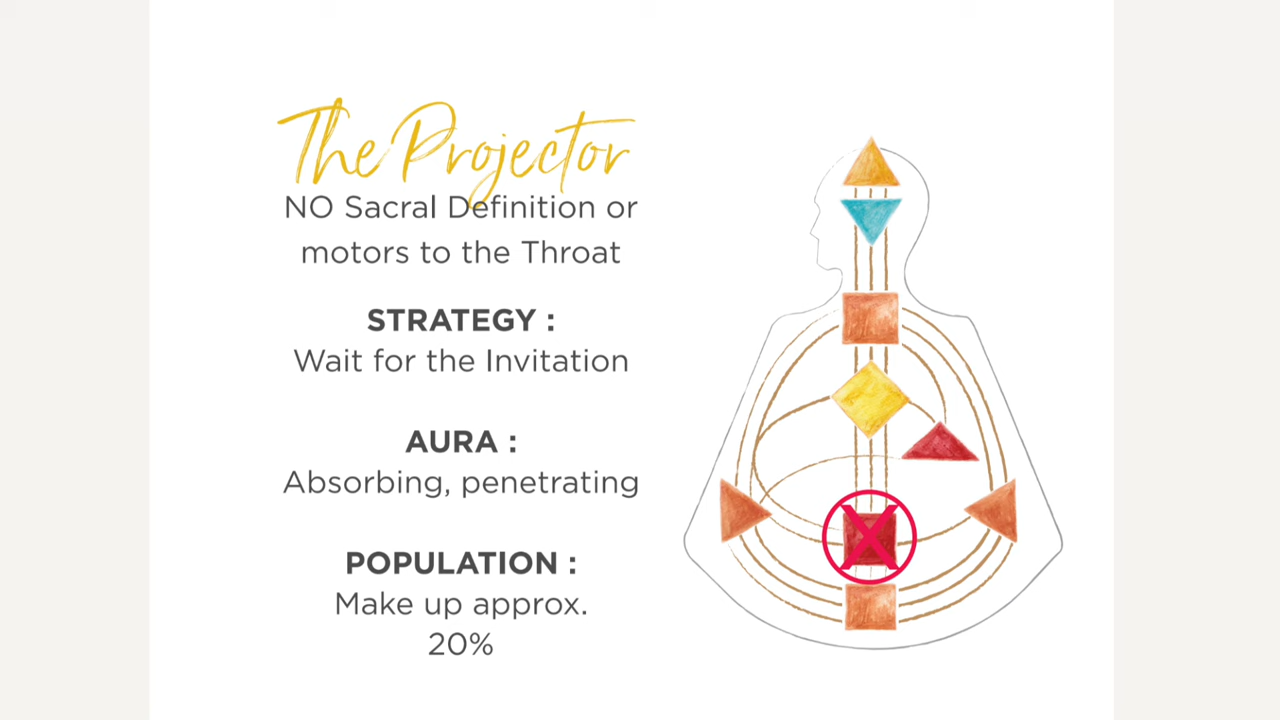 The Projector
NO Sacral Definition or
motors to the Throat
STRATEGY :
Wait for the Invitation
AURA :
Absorbing, penetrating
POPULATION :
Make up approx.
20%
X